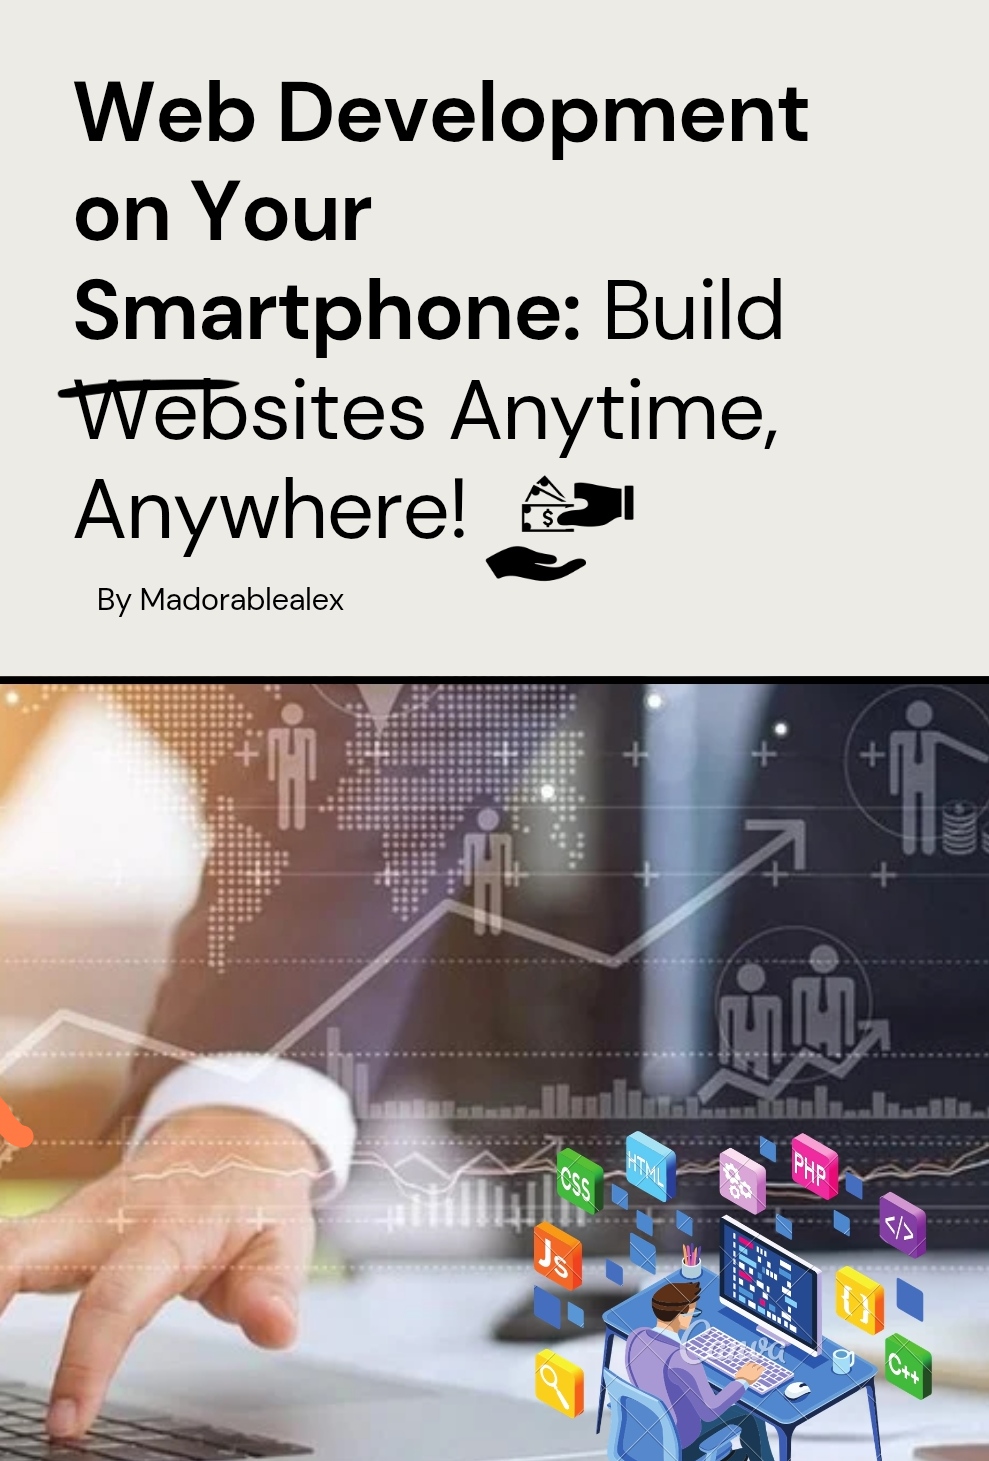 Web Development
on Your
Smartphone: Build
Websites Anytime,
Anywhere!
$
By Madorablealex
CSS
HTML
PHP
</>
JS
{}
C++
Canva